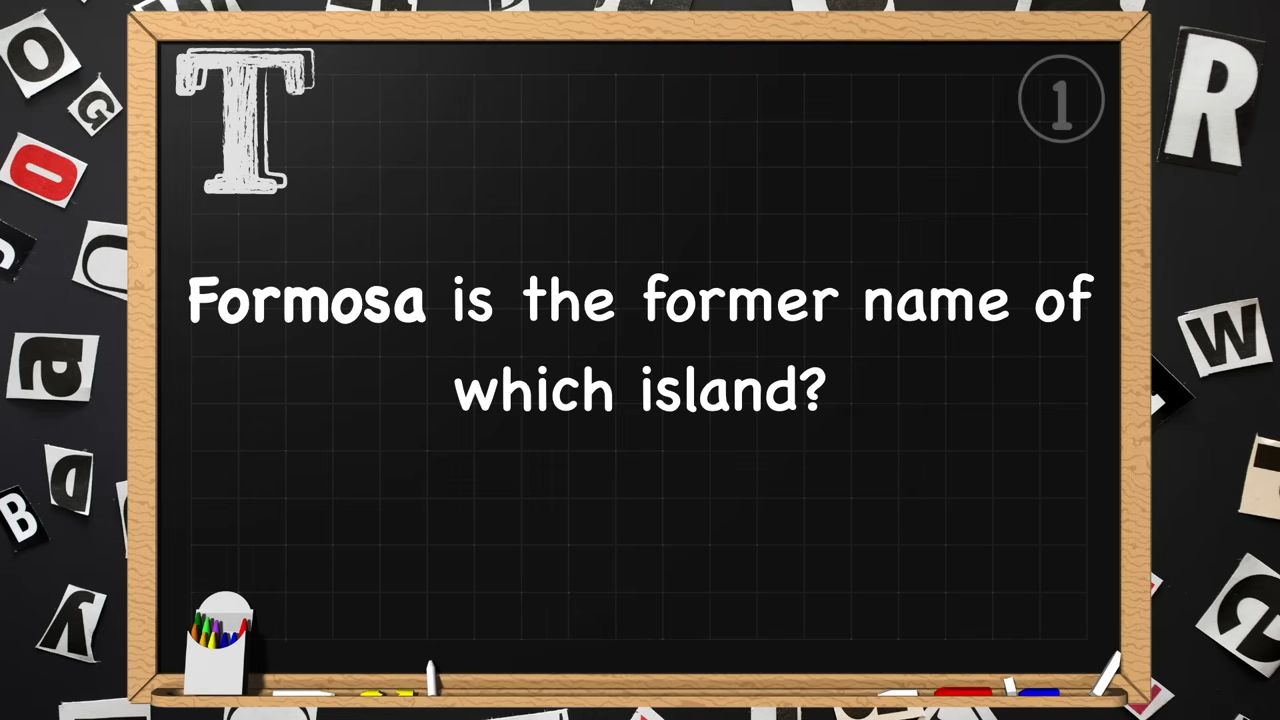 T
1
Formosa is the former name of
which island?
O
G
O
a
D
B
y
R
W